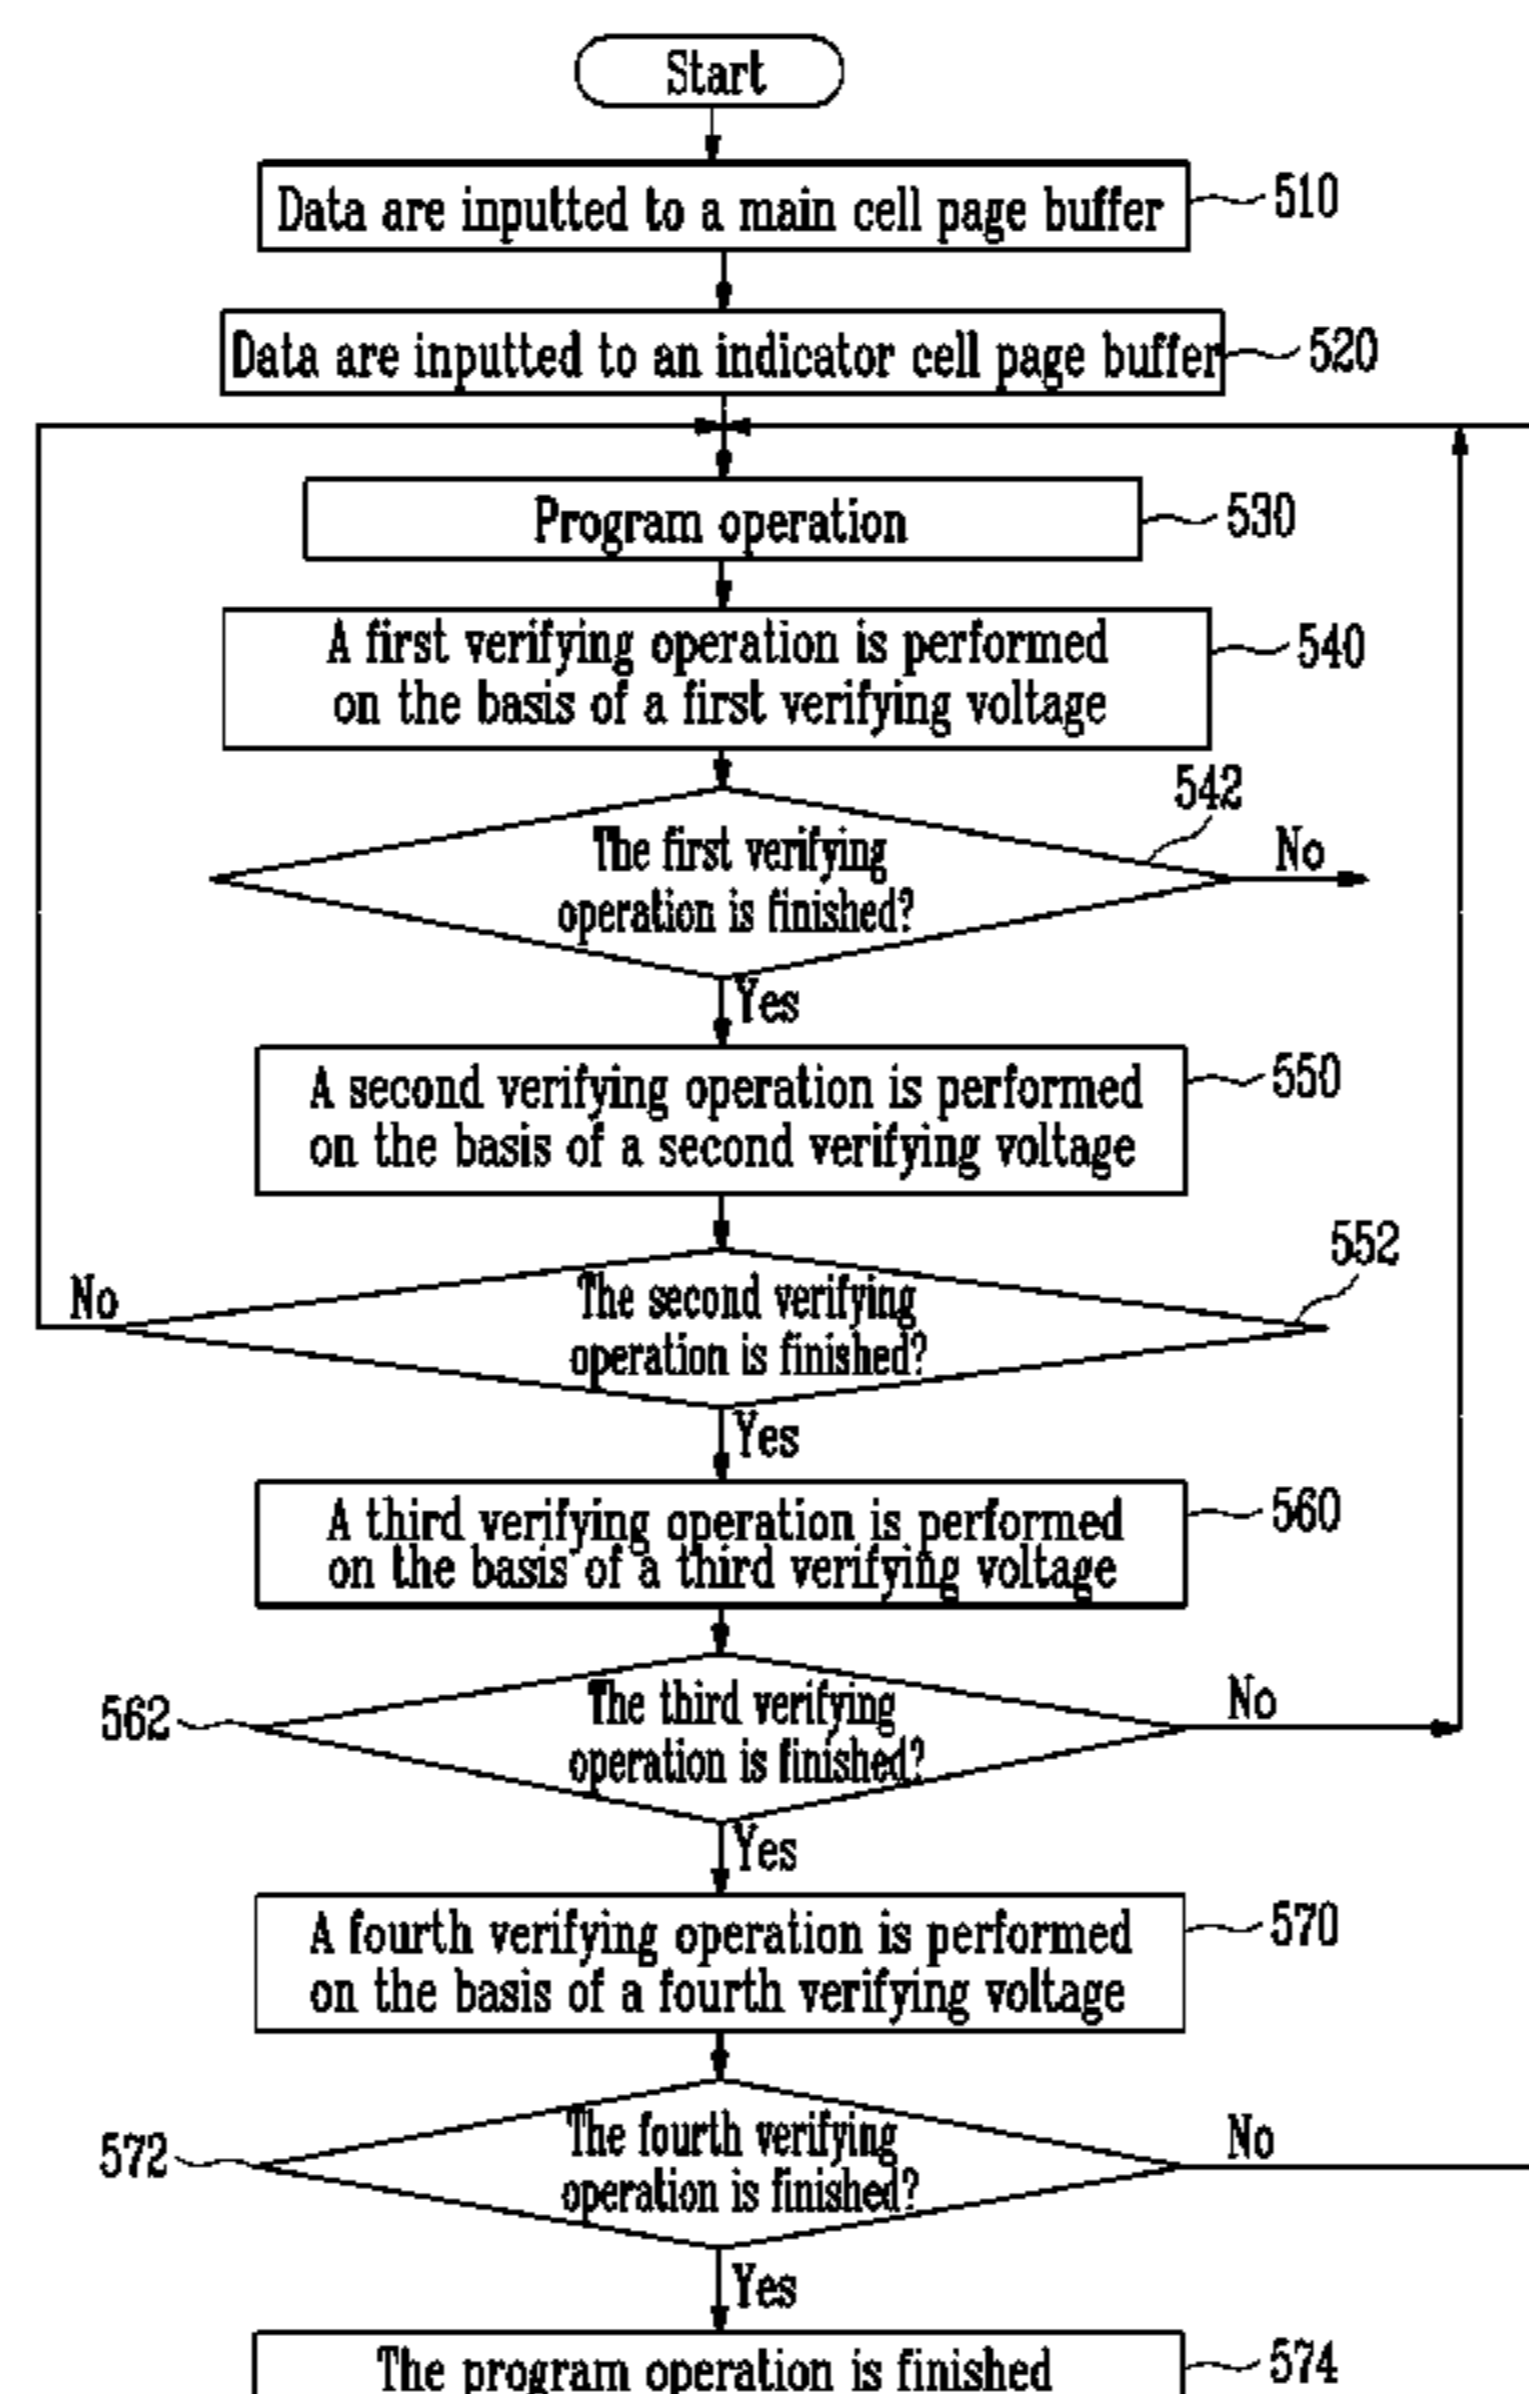 Start
Data are inputted to a main cell page buffer
510
Data are inputted to an indicator cell page buffer
520
Program operation
530
A first verifying operation is performed
on the basis of a first verifying voltage
540
542
The first verifying
operation is finished?
No
Yes
A second verifying operation is performed
on the basis of a second verifying voltage
550
552
No
The second verifying
operation is finished?
Yes
A third verifying operation is performed
on the basis of a third verifying voltage
560
562
The third verifying
operation is finished?
No
Yes
A fourth verifying operation is performed
on the basis of a fourth verifying voltage
570
572
The fourth verifying
operation is finished?
No
Yes
The program operation is finished
574